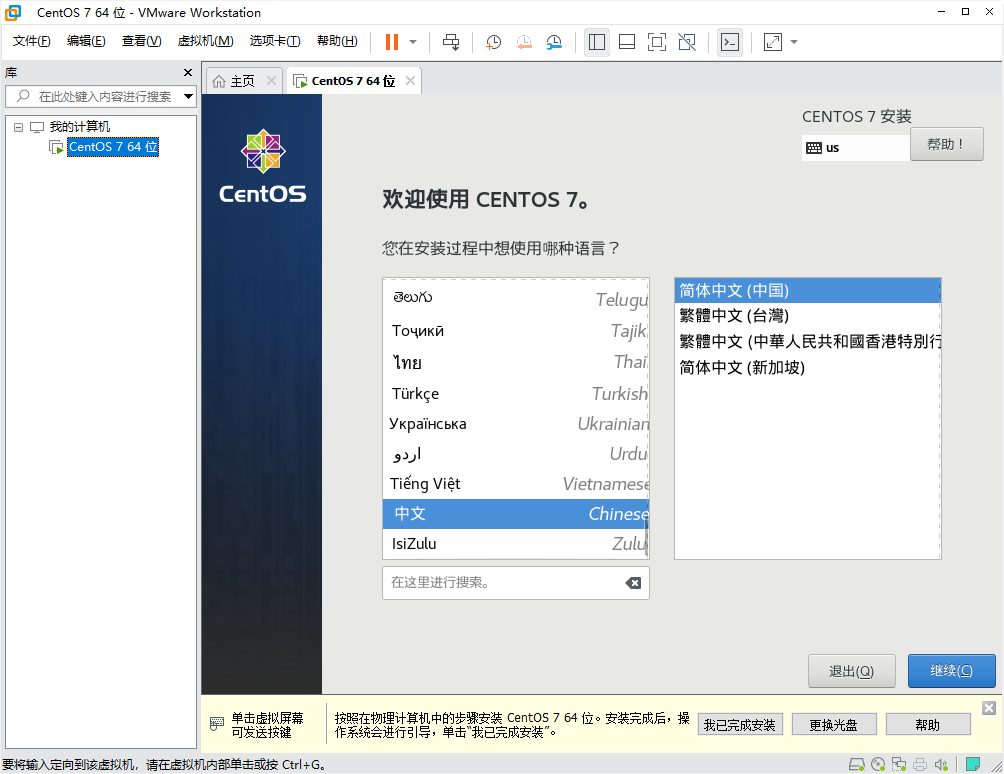 CentOS 7 64 位 - VMware Workstation
文件(F) 编辑(E) 查看(V) 虚拟机(M) 选项卡(T) 帮助(H)
库
在此处键入内容进行搜索
我的计算机
CentOS 7 64 位
主页 CentOS 7 64 位
CentOS
CENTOS 7 安装
us 帮助！
欢迎使用 CENTOS 7。
您在安装过程中想使用哪种语言？
తెలుగు Telugu
Тоҷикӣ Tajik
ไทย Thai
Türkçe Turkish
Українська Ukrainian
اردو Urdu
Tiếng Việt Vietnamese
中文 Chinese
IsiZulu Zulu
在这里进行搜索。
简体中文 (中国)
繁體中文 (台灣)
繁體中文 (中華人民共和國香港特別行
简体中文 (新加坡)
退出(Q) 继续(C)
单击虚拟屏幕
可发送按键
按照在物理计算机中的步骤安装 CentOS 7 64 位。安装完成后，操
作系统会进行引导，单击“我已完成安装”。
我已完成安装 更换光盘 帮助
要将输入定向到该虚拟机，请在虚拟机内部单击或按 Ctrl+G。